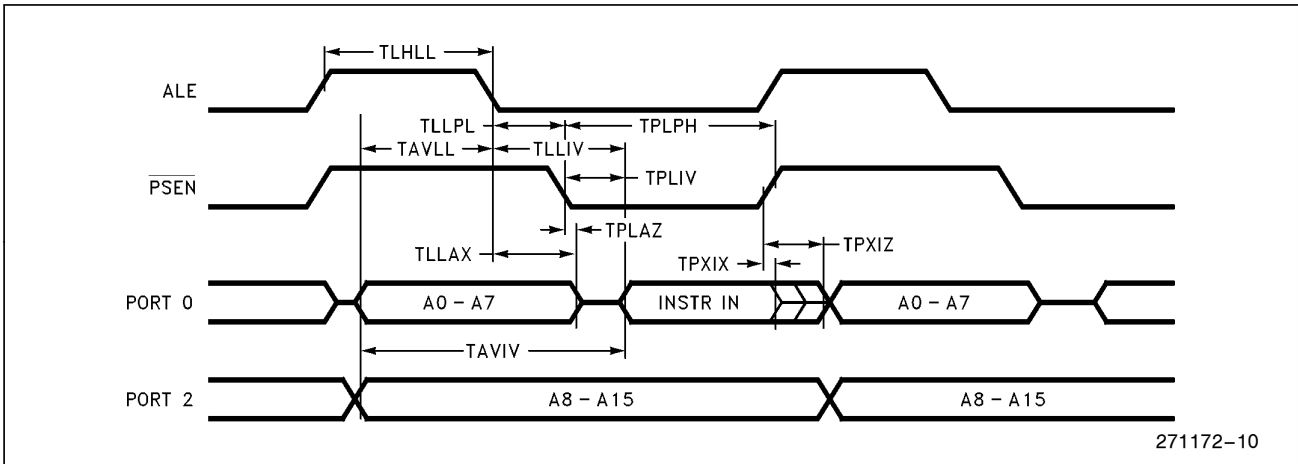 TLHLL
ALE
TLLPL TPLPH
TAVLL TLLIV
PSEN
TPLIV
TPLAZ
TLLAX
TPXIZ
TPXIX
PORT 0
A0 – A7 INSTR IN A0 – A7
TAVIV
PORT 2
A8 – A15 A8 – A15
271172–10